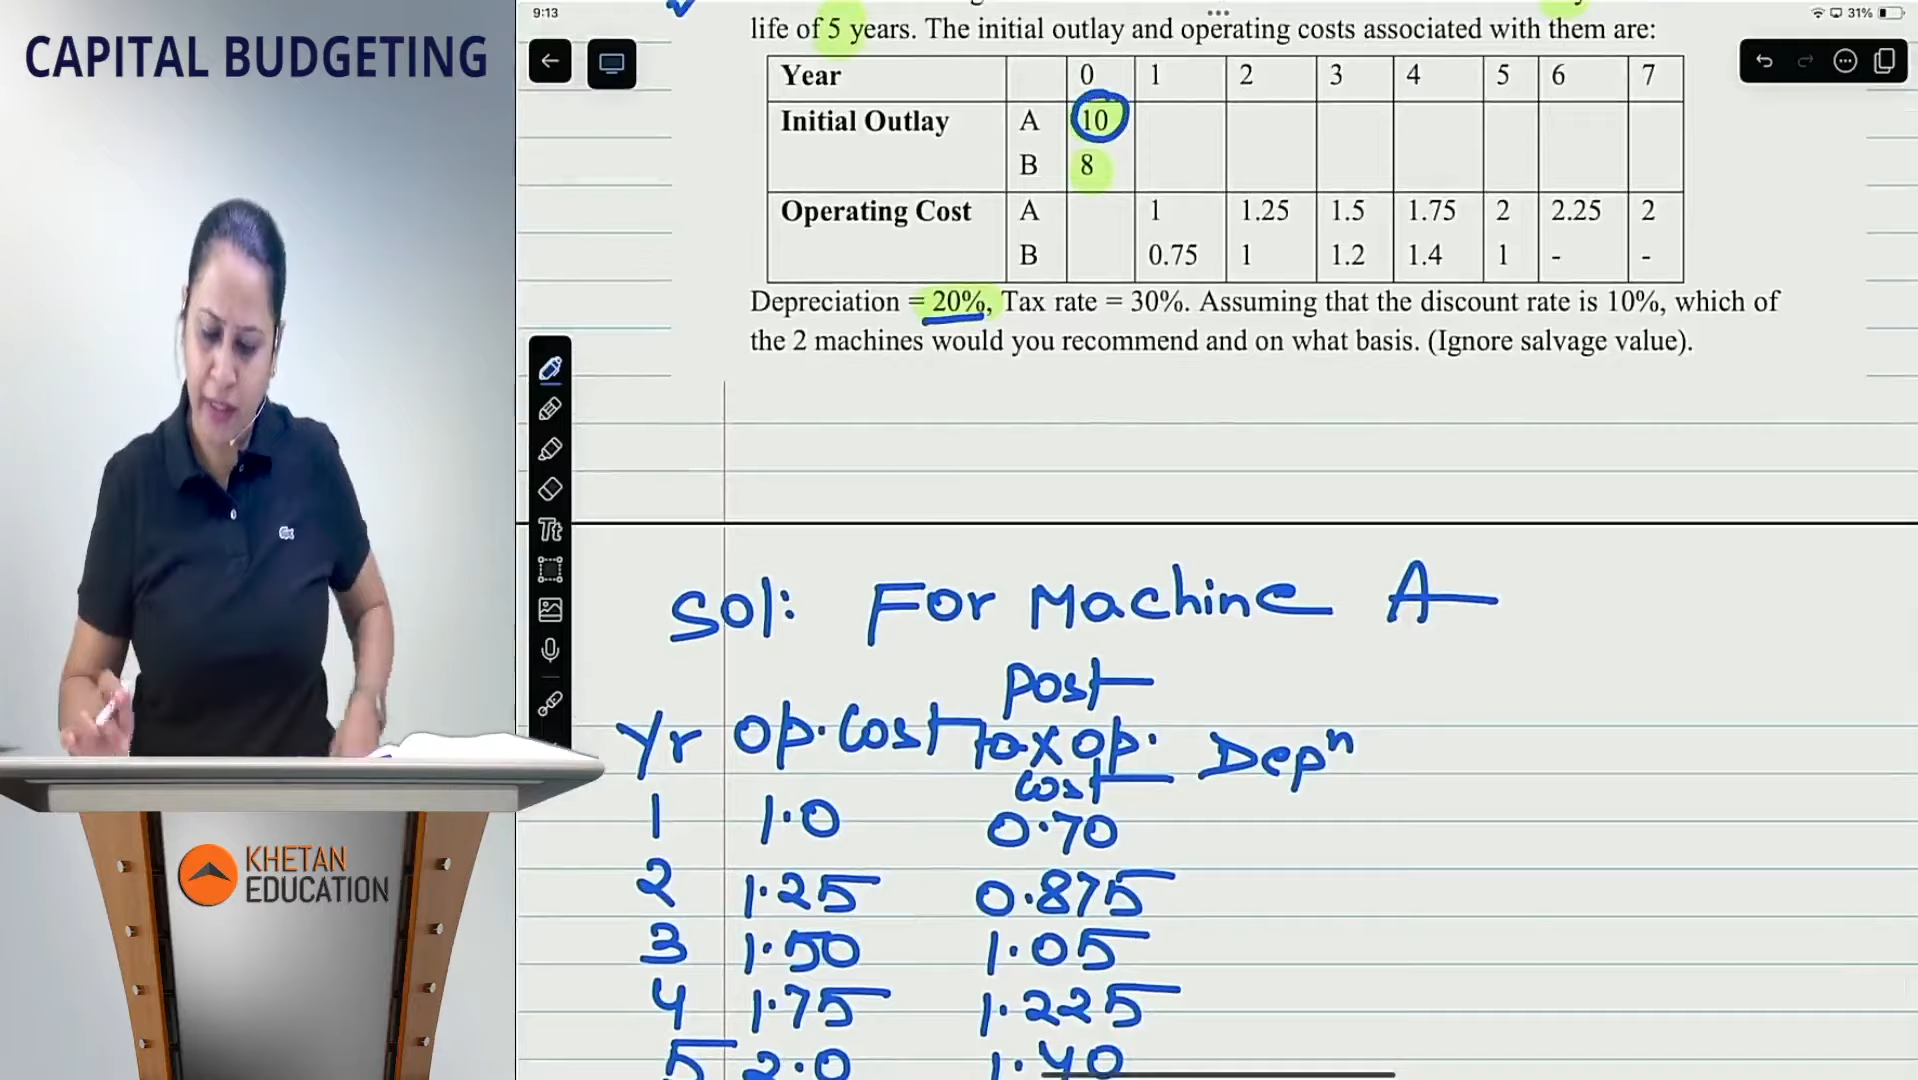 CAPITAL BUDGETING
9:13
31%
life of 5 years. The initial outlay and operating costs associated with them are:
Year 0 1 2 3 4 5 6 7
Initial Outlay A 10
B 8
Operating Cost A 1 1.25 1.5 1.75 2 2.25 2
B 0.75 1 1.2 1.4 1 - -
Depreciation = 20%, Tax rate = 30%. Assuming that the discount rate is 10%, which of
the 2 machines would you recommend and on what basis. (Ignore salvage value).
Tt
Sol: For Machine A
Yr op.cost Post tax op. cost Depn
1 1.0 0.70
2 1.25 0.875
3 1.50 1.05
4 1.75 1.225
5 2.0 1.40
KHETAN
EDUCATION